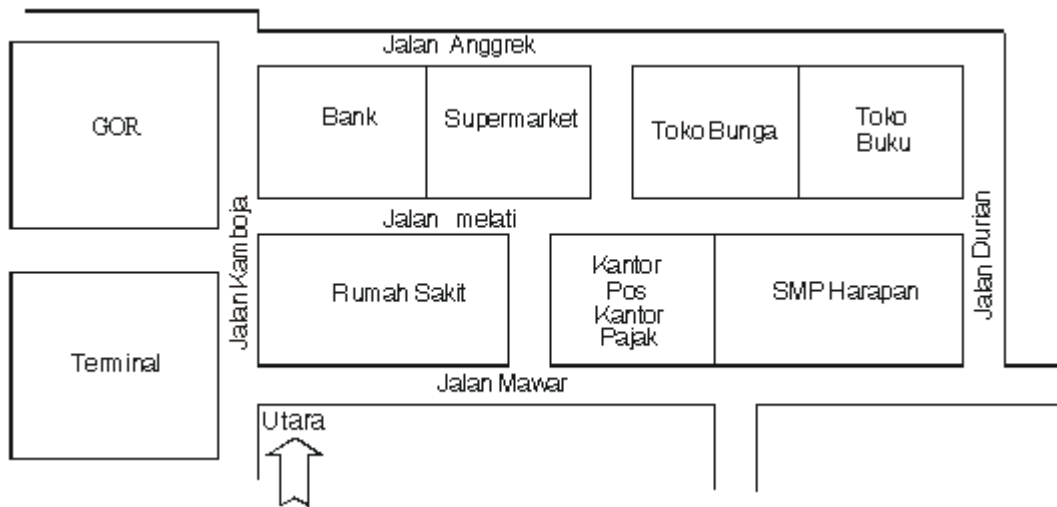 Jalan Anggrek
GOR
Bank
Supermarket
Toko Bunga
Toko
Buku
Jalan Kamboja
Jalan melati
Jalan Durian
Rumah Sakit
Kantor
Pos
Kantor
Pajak
SMP Harapan
Terminal
Jalan Mawar
Utara